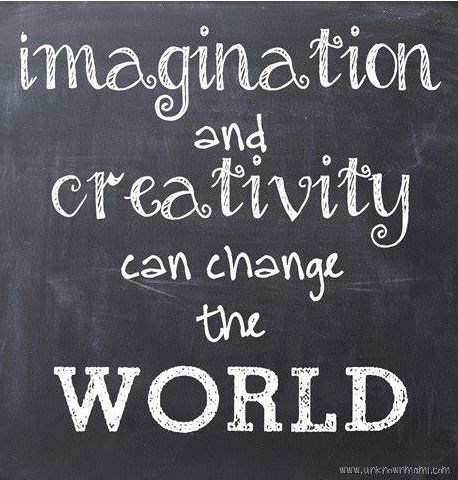 imagination
and
creativity
can change
the
WORLD
www.unknownmami.com